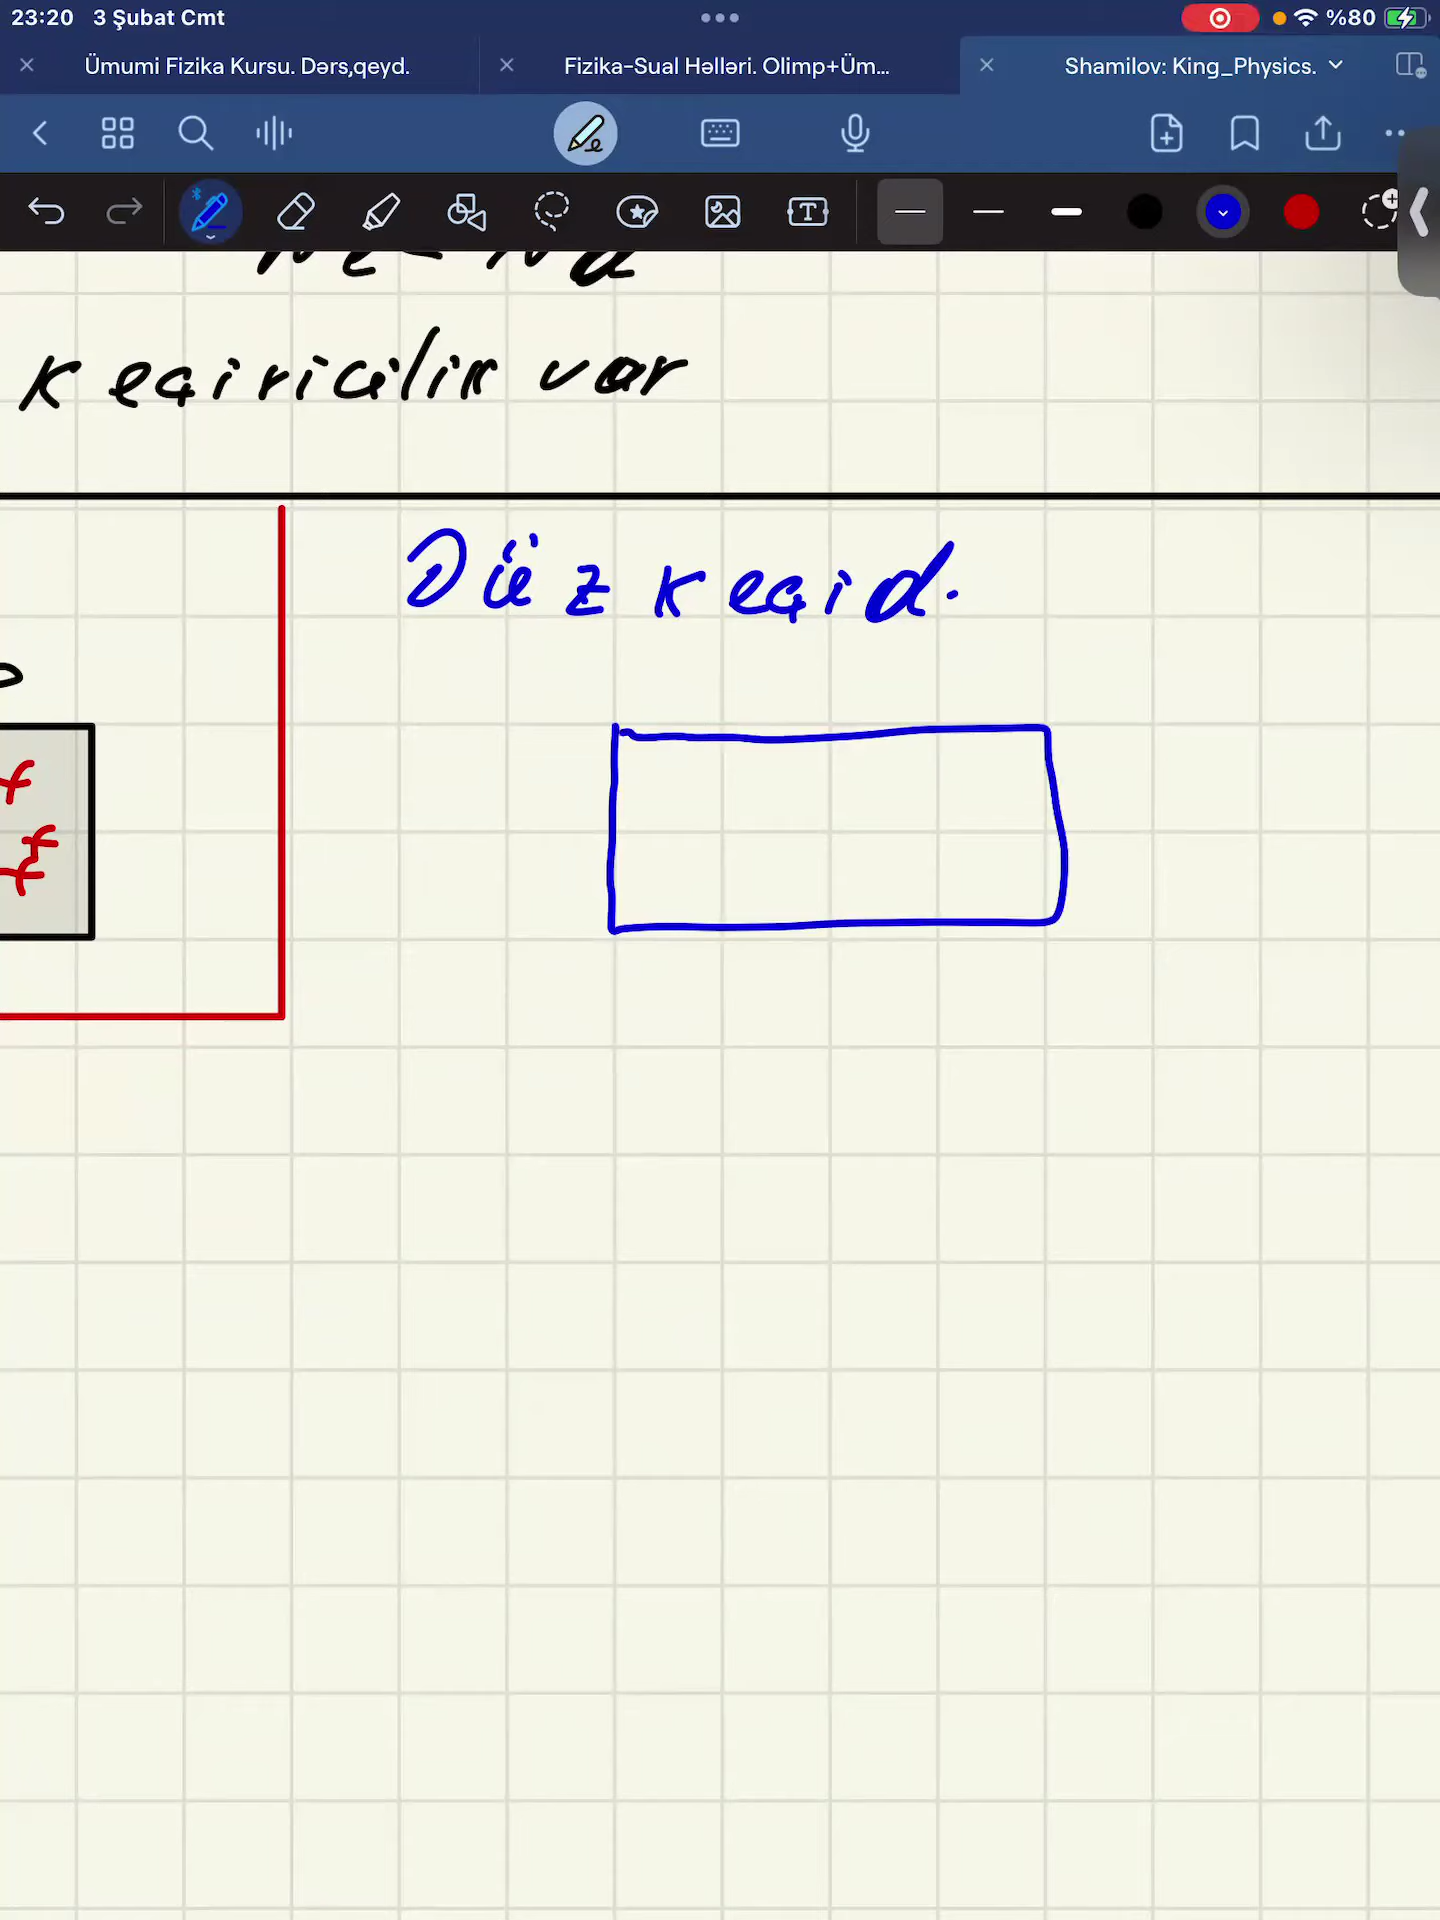 23:20 3 Şubat Cmt %80
Ümumi Fizika Kursu. Dərs,qeyd. Fizika-Sual Həlləri. Olimp+Üm... Shamilov: King_Physics.
keçiricilik var
Düz keçid.
p